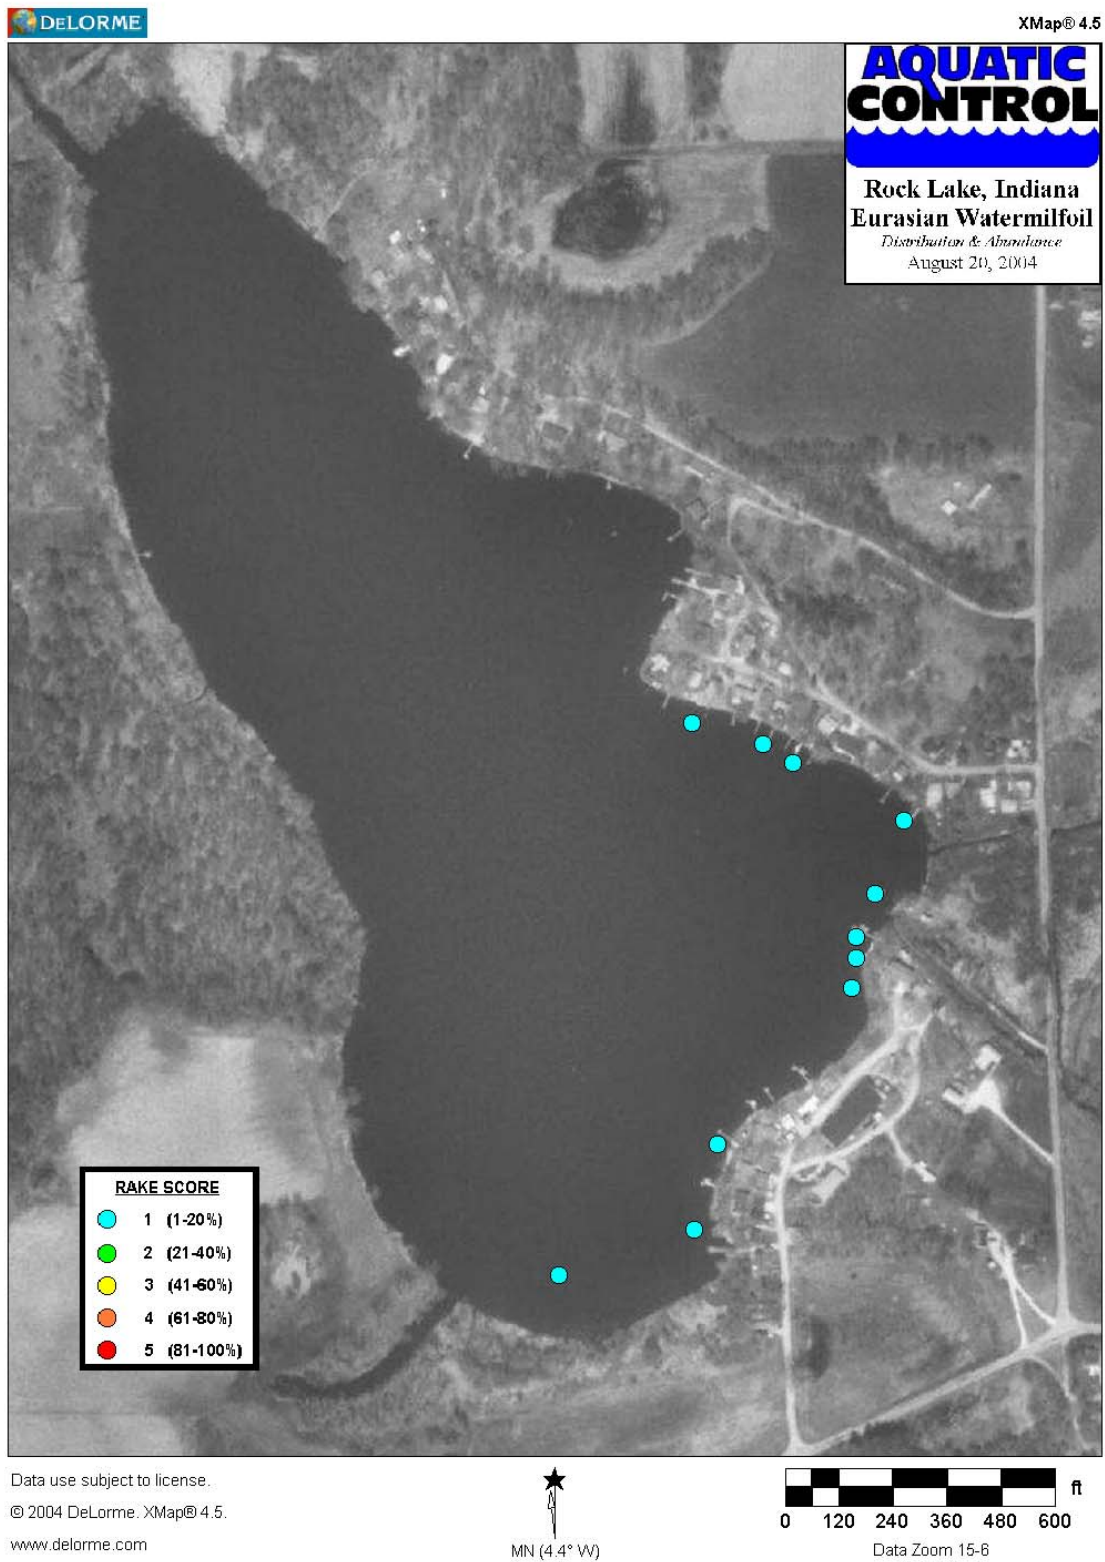 DELORME
XMap® 4.5
AQUATIC
CONTROL
Rock Lake, Indiana
Eurasian Watermilfoil
Distribution & Abundance
August 20, 2004
RAKE SCORE
1 (1-20%)
2 (21-40%)
3 (41-60%)
4 (61-80%)
5 (81-100%)
Data use subject to license.
© 2004 DeLorme. XMap® 4.5.
www.delorme.com
MN (4.4° W)
ft
0 120 240 360 480 600
Data Zoom 15-6